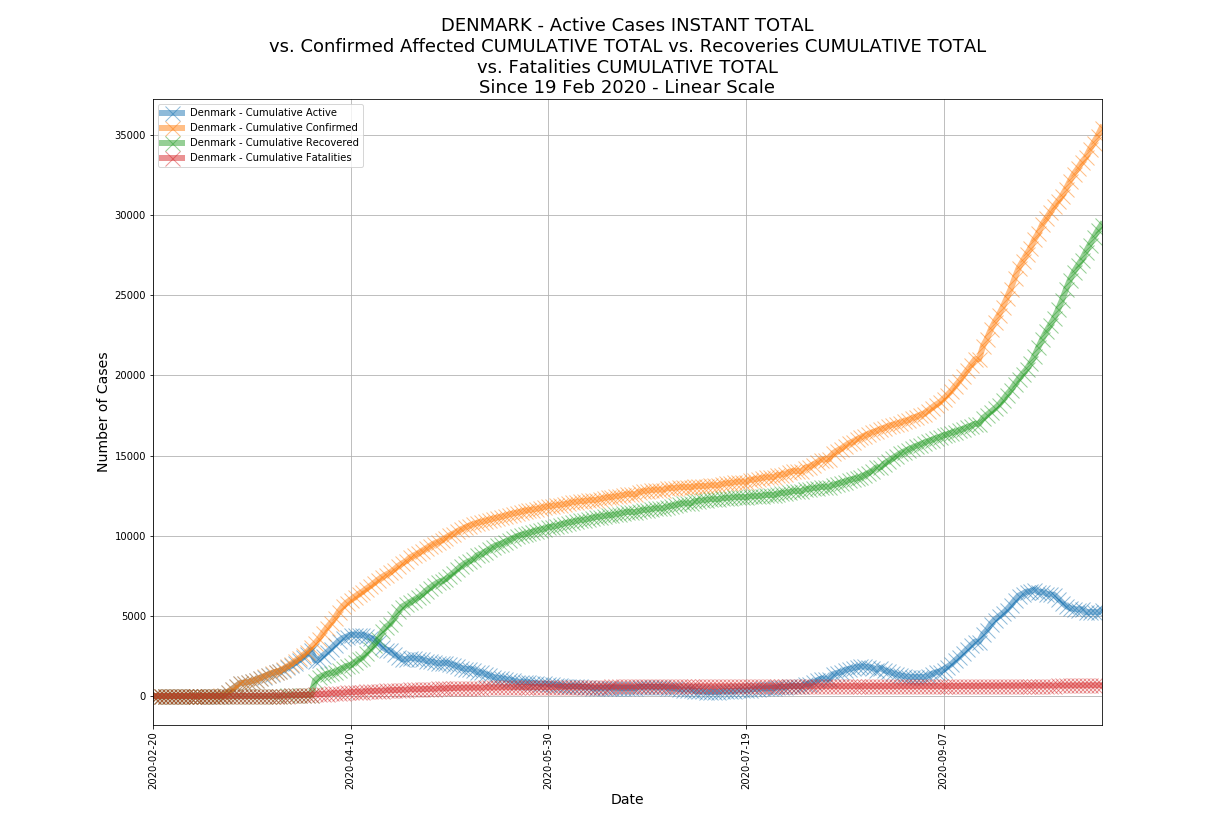 DENMARK - Active Cases INSTANT TOTAL
vs. Confirmed Affected CUMULATIVE TOTAL vs. Recoveries CUMULATIVE TOTAL
vs. Fatalities CUMULATIVE TOTAL
Since 19 Feb 2020 - Linear Scale
Denmark - Cumulative Active
Denmark - Cumulative Confirmed
Denmark - Cumulative Recovered
Denmark - Cumulative Fatalities
Number of Cases
35000
30000
25000
20000
15000
10000
5000
0
2020-02-20
2020-04-10
2020-05-30
2020-07-19
2020-09-07
Date